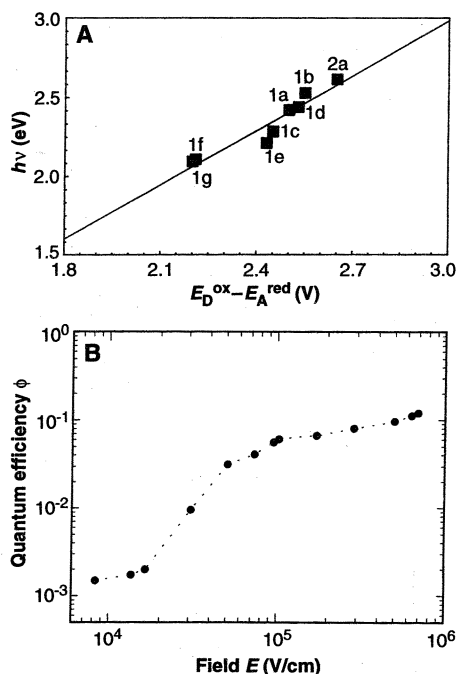 A
3.0
2.5
2.0
1.5
hν (eV)
1b
2a
1a
1d
1c
1f
1e
1g
1.8
2.1
2.4
2.7
3.0
E_D^ox–E_A^red (V)
B
10^0
10^-1
10^-2
10^-3
Quantum efficiency ϕ
10^4
10^5
10^6
Field E (V/cm)